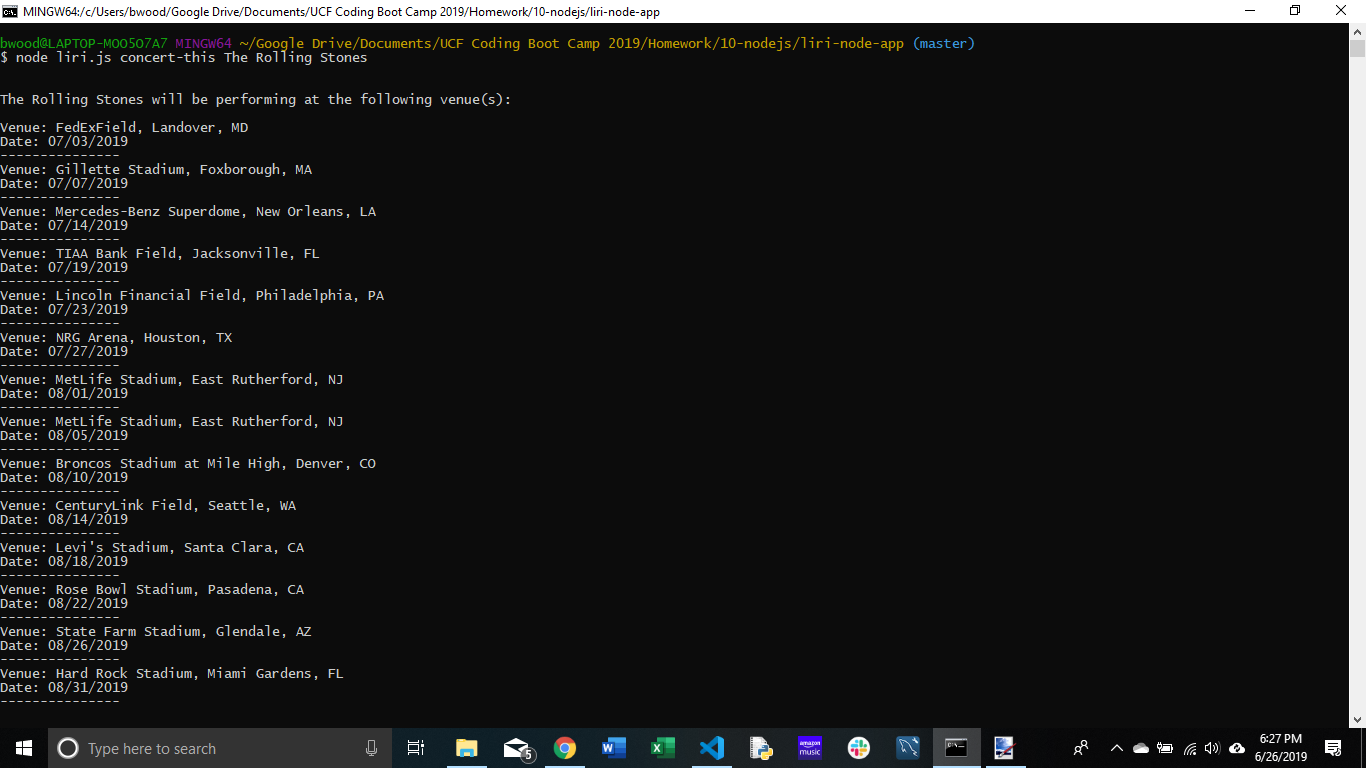 MINGW64:/c/Users/bwood/Google Drive/Documents/UCF Coding Boot Camp 2019/Homework/10-nodejs/liri-node-app
bwood@LAPTOP-MOO5O7A7 MINGW64 ~/Google Drive/Documents/UCF Coding Boot Camp 2019/Homework/10-nodejs/liri-node-app (master)
$ node liri.js concert-this The Rolling Stones
The Rolling Stones will be performing at the following venue(s):
Venue: FedExField, Landover, MD
Date: 07/03/2019
---------------
Venue: Gillette Stadium, Foxborough, MA
Date: 07/07/2019
---------------
Venue: Mercedes-Benz Superdome, New Orleans, LA
Date: 07/14/2019
---------------
Venue: TIAA Bank Field, Jacksonville, FL
Date: 07/19/2019
---------------
Venue: Lincoln Financial Field, Philadelphia, PA
Date: 07/23/2019
---------------
Venue: NRG Arena, Houston, TX
Date: 07/27/2019
---------------
Venue: MetLife Stadium, East Rutherford, NJ
Date: 08/01/2019
---------------
Venue: MetLife Stadium, East Rutherford, NJ
Date: 08/05/2019
---------------
Venue: Broncos Stadium at Mile High, Denver, CO
Date: 08/10/2019
---------------
Venue: CenturyLink Field, Seattle, WA
Date: 08/14/2019
---------------
Venue: Levi's Stadium, Santa Clara, CA
Date: 08/18/2019
---------------
Venue: Rose Bowl Stadium, Pasadena, CA
Date: 08/22/2019
---------------
Venue: State Farm Stadium, Glendale, AZ
Date: 08/26/2019
---------------
Venue: Hard Rock Stadium, Miami Gardens, FL
Date: 08/31/2019
---------------
Type here to search
5
amazon music
6:27 PM
6/26/2019